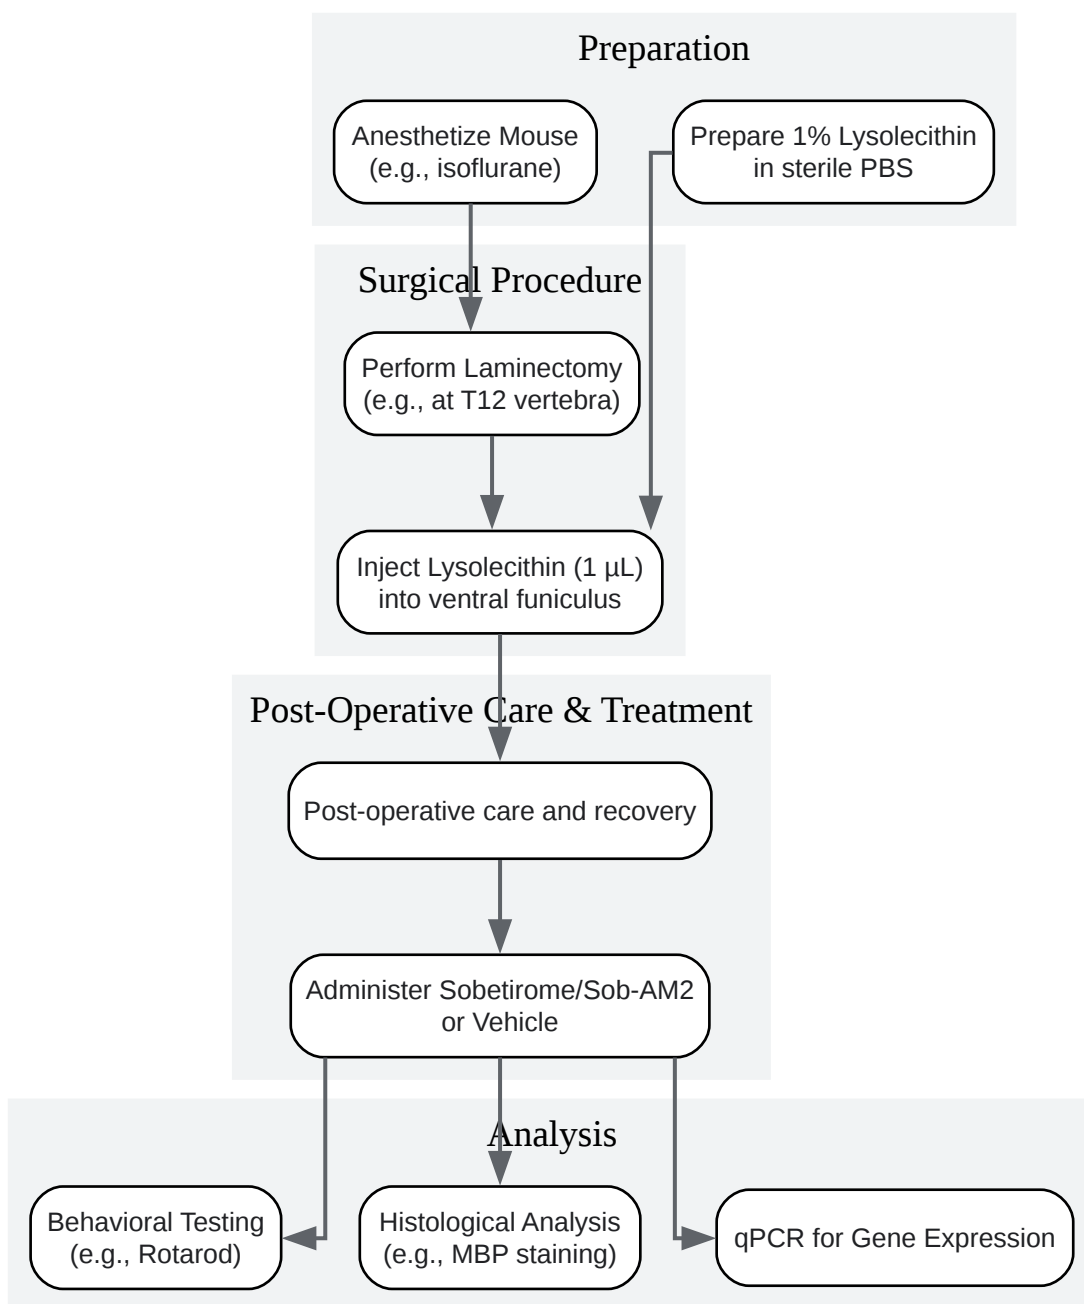 Preparation
Anesthetize Mouse
(e.g., isoflurane)
Prepare 1% Lysolecithin
in sterile PBS
Surgical Procedure
Perform Laminectomy
(e.g., at T12 vertebra)
Inject Lysolecithin (1 µL)
into ventral funiculus
Post-Operative Care & Treatment
Post-operative care and recovery
Administer Sobetirome/Sob-AM2
or Vehicle
Analysis
Behavioral Testing
(e.g., Rotarod)
Histological Analysis
(e.g., MBP staining)
qPCR for Gene Expression